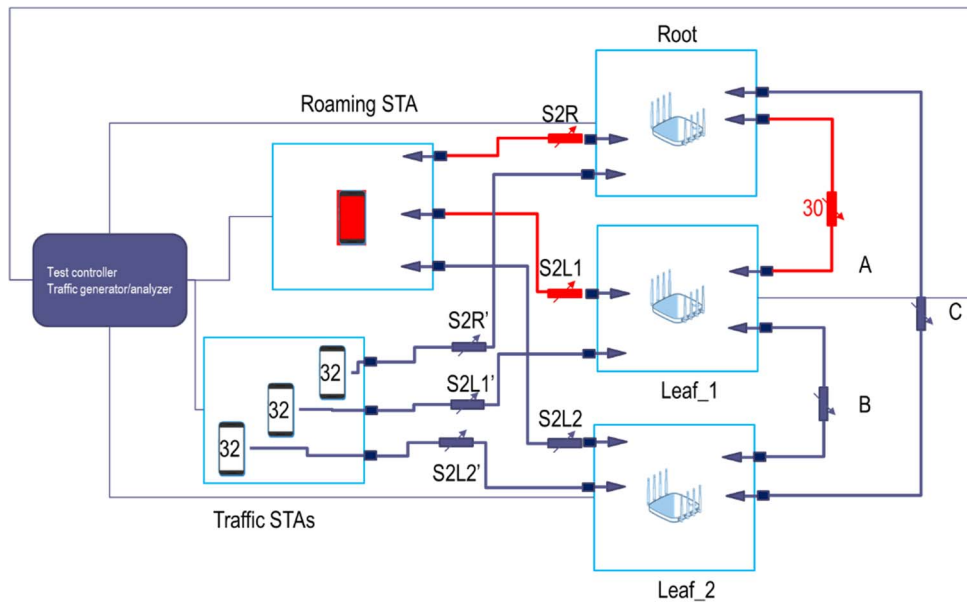 Root
Roaming STA
S2R
30
Test controller
Traffic generator/analyzer
S2L1
A
C
S2R’
32
S2L1’
32
B
Leaf_1
S2L2
32
S2L2’
Traffic STAs
Leaf_2